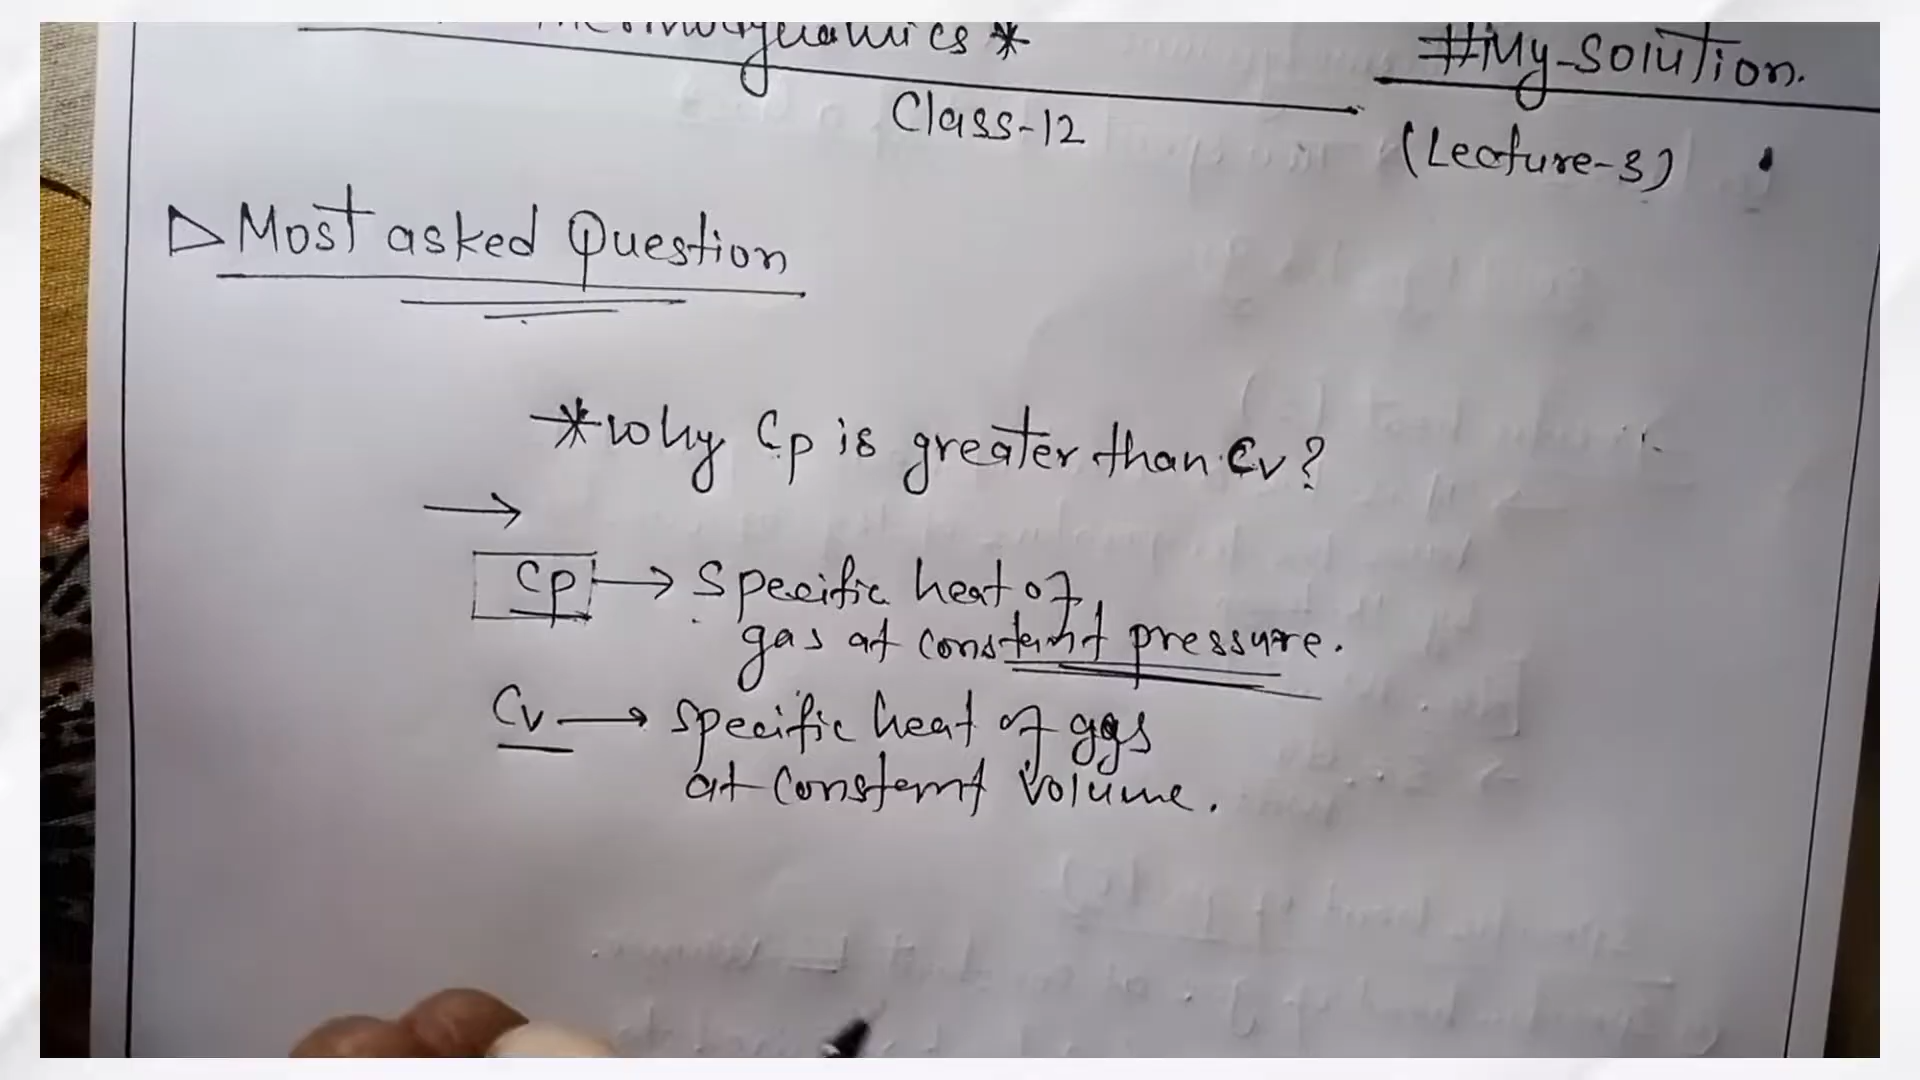 Thermodynamics *
#My-Solution.
Class-12
(Lecture-3)
Most asked Question
*Why Cp is greater than Cv?
→
Cp → Specific heat of
gas at constant pressure.
Cv → Specific heat of gas
at constant volume.